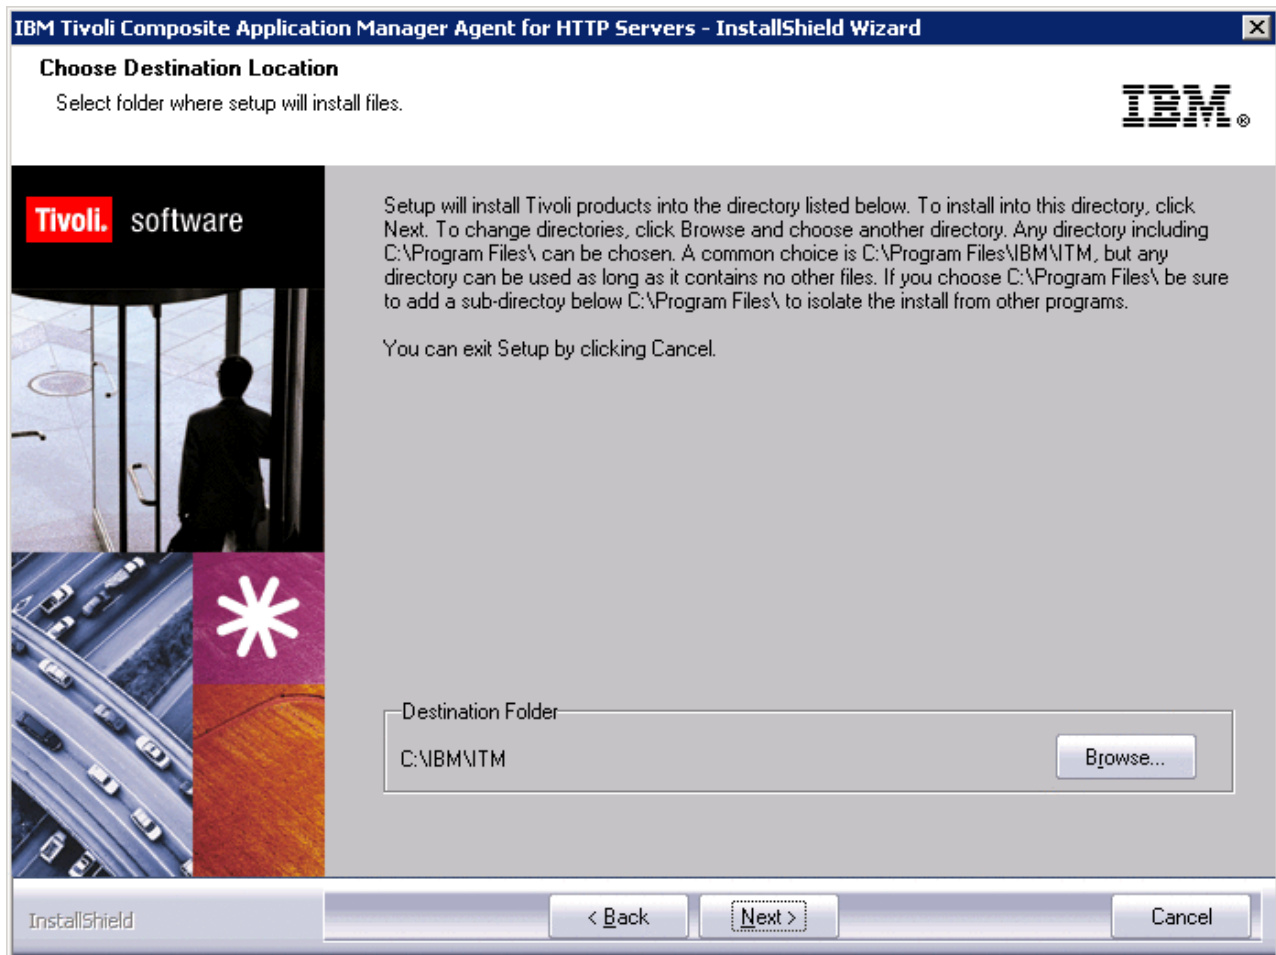 IBM Tivoli Composite Application Manager Agent for HTTP Servers - InstallShield Wizard
Choose Destination Location
Select folder where setup will install files.
IBM®
Tivoli. software
Setup will install Tivoli products into the directory listed below. To install into this directory, click
Next. To change directories, click Browse and choose another directory. Any directory including
C:\Program Files\ can be chosen. A common choice is C:\Program Files\IBM\ITM, but any
directory can be used as long as it contains no other files. If you choose C:\Program Files\ be sure
to add a sub-directoy below C:\Program Files\ to isolate the install from other programs.
You can exit Setup by clicking Cancel.
Destination Folder
C:\IBM\ITM
Browse...
InstallShield
< Back
Next >
Cancel